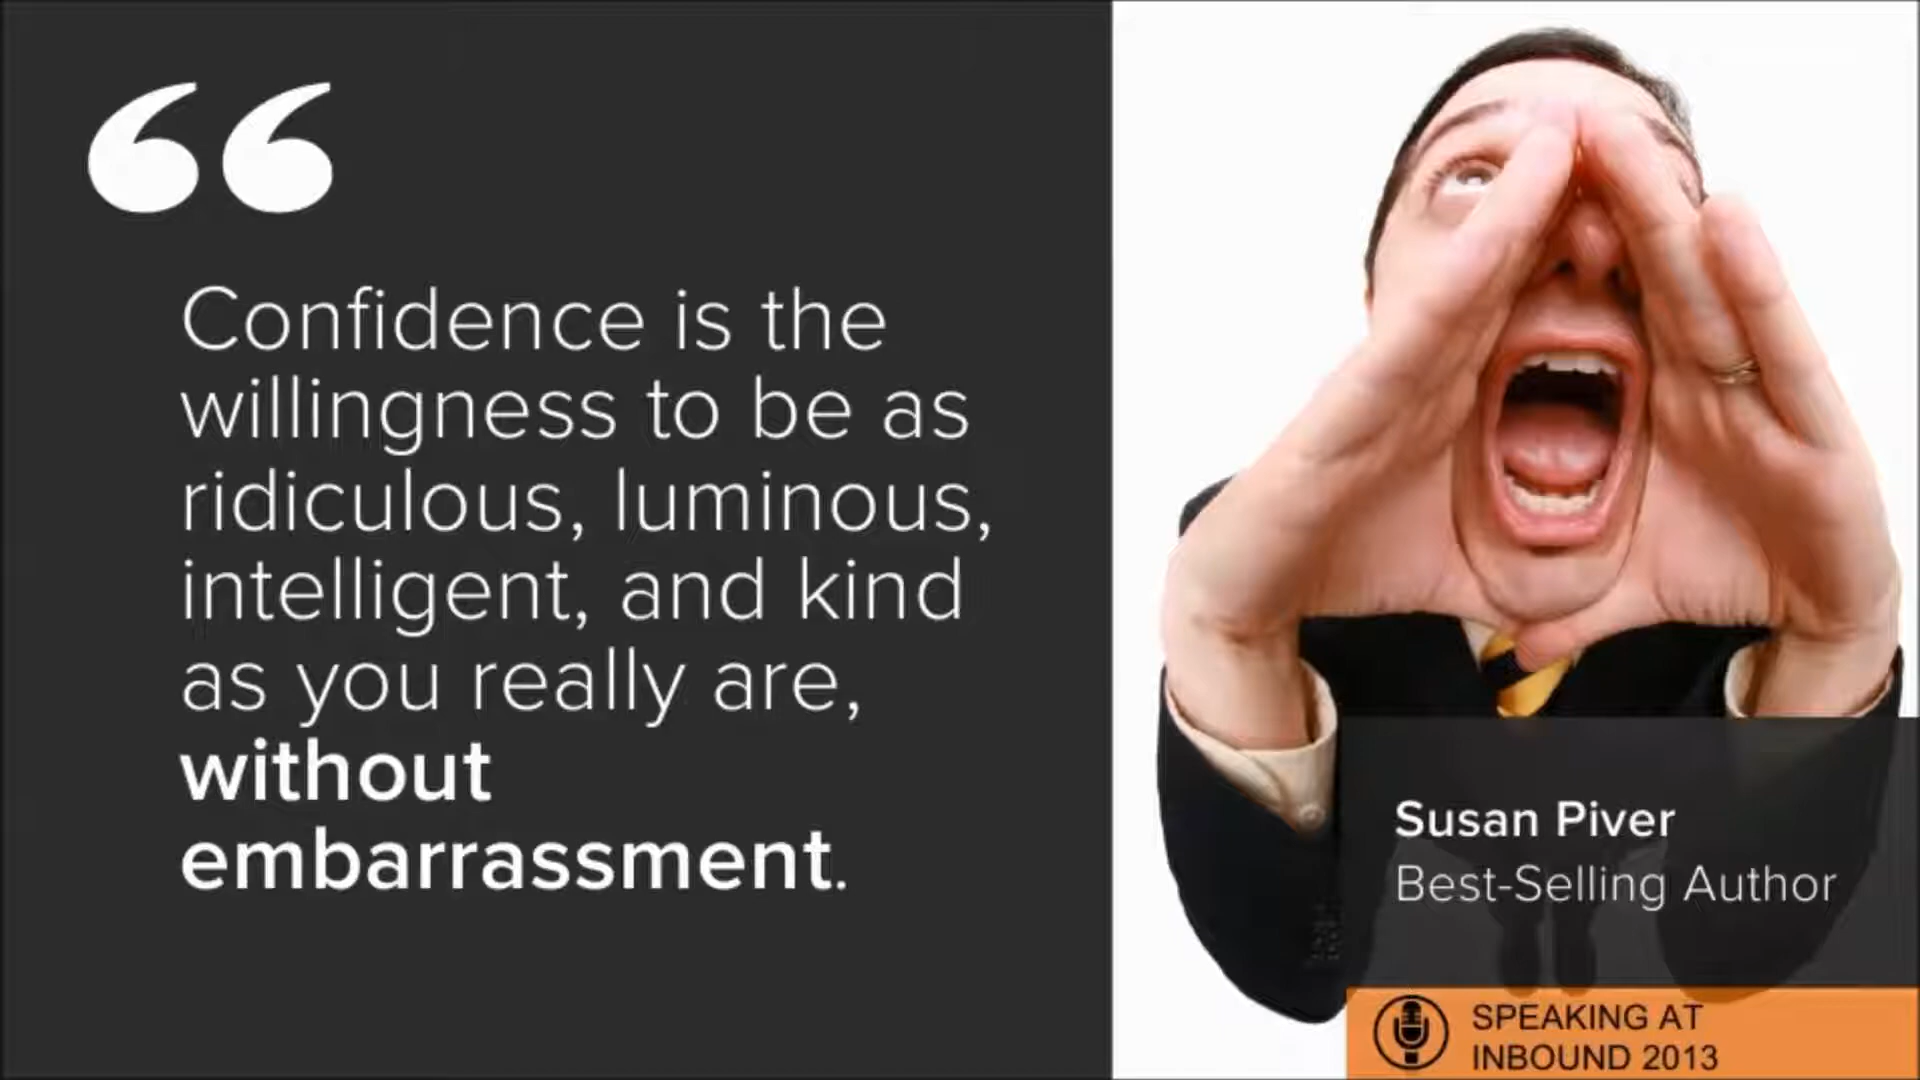 “
Confidence is the
willingness to be as
ridiculous, luminous,
intelligent, and kind
as you really are,
without
embarrassment.
Susan Piver
Best-Selling Author
SPEAKING AT
INBOUND 2013